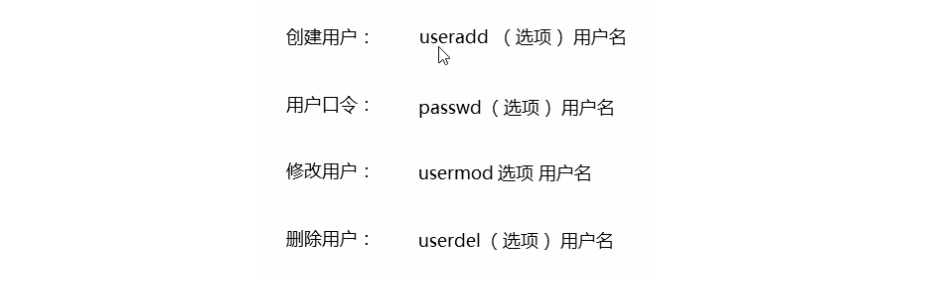 创建用户： useradd （选项）用户名
用户口令： passwd（选项）用户名
修改用户： usermod 选项 用户名
删除用户： userdel（选项）用户名